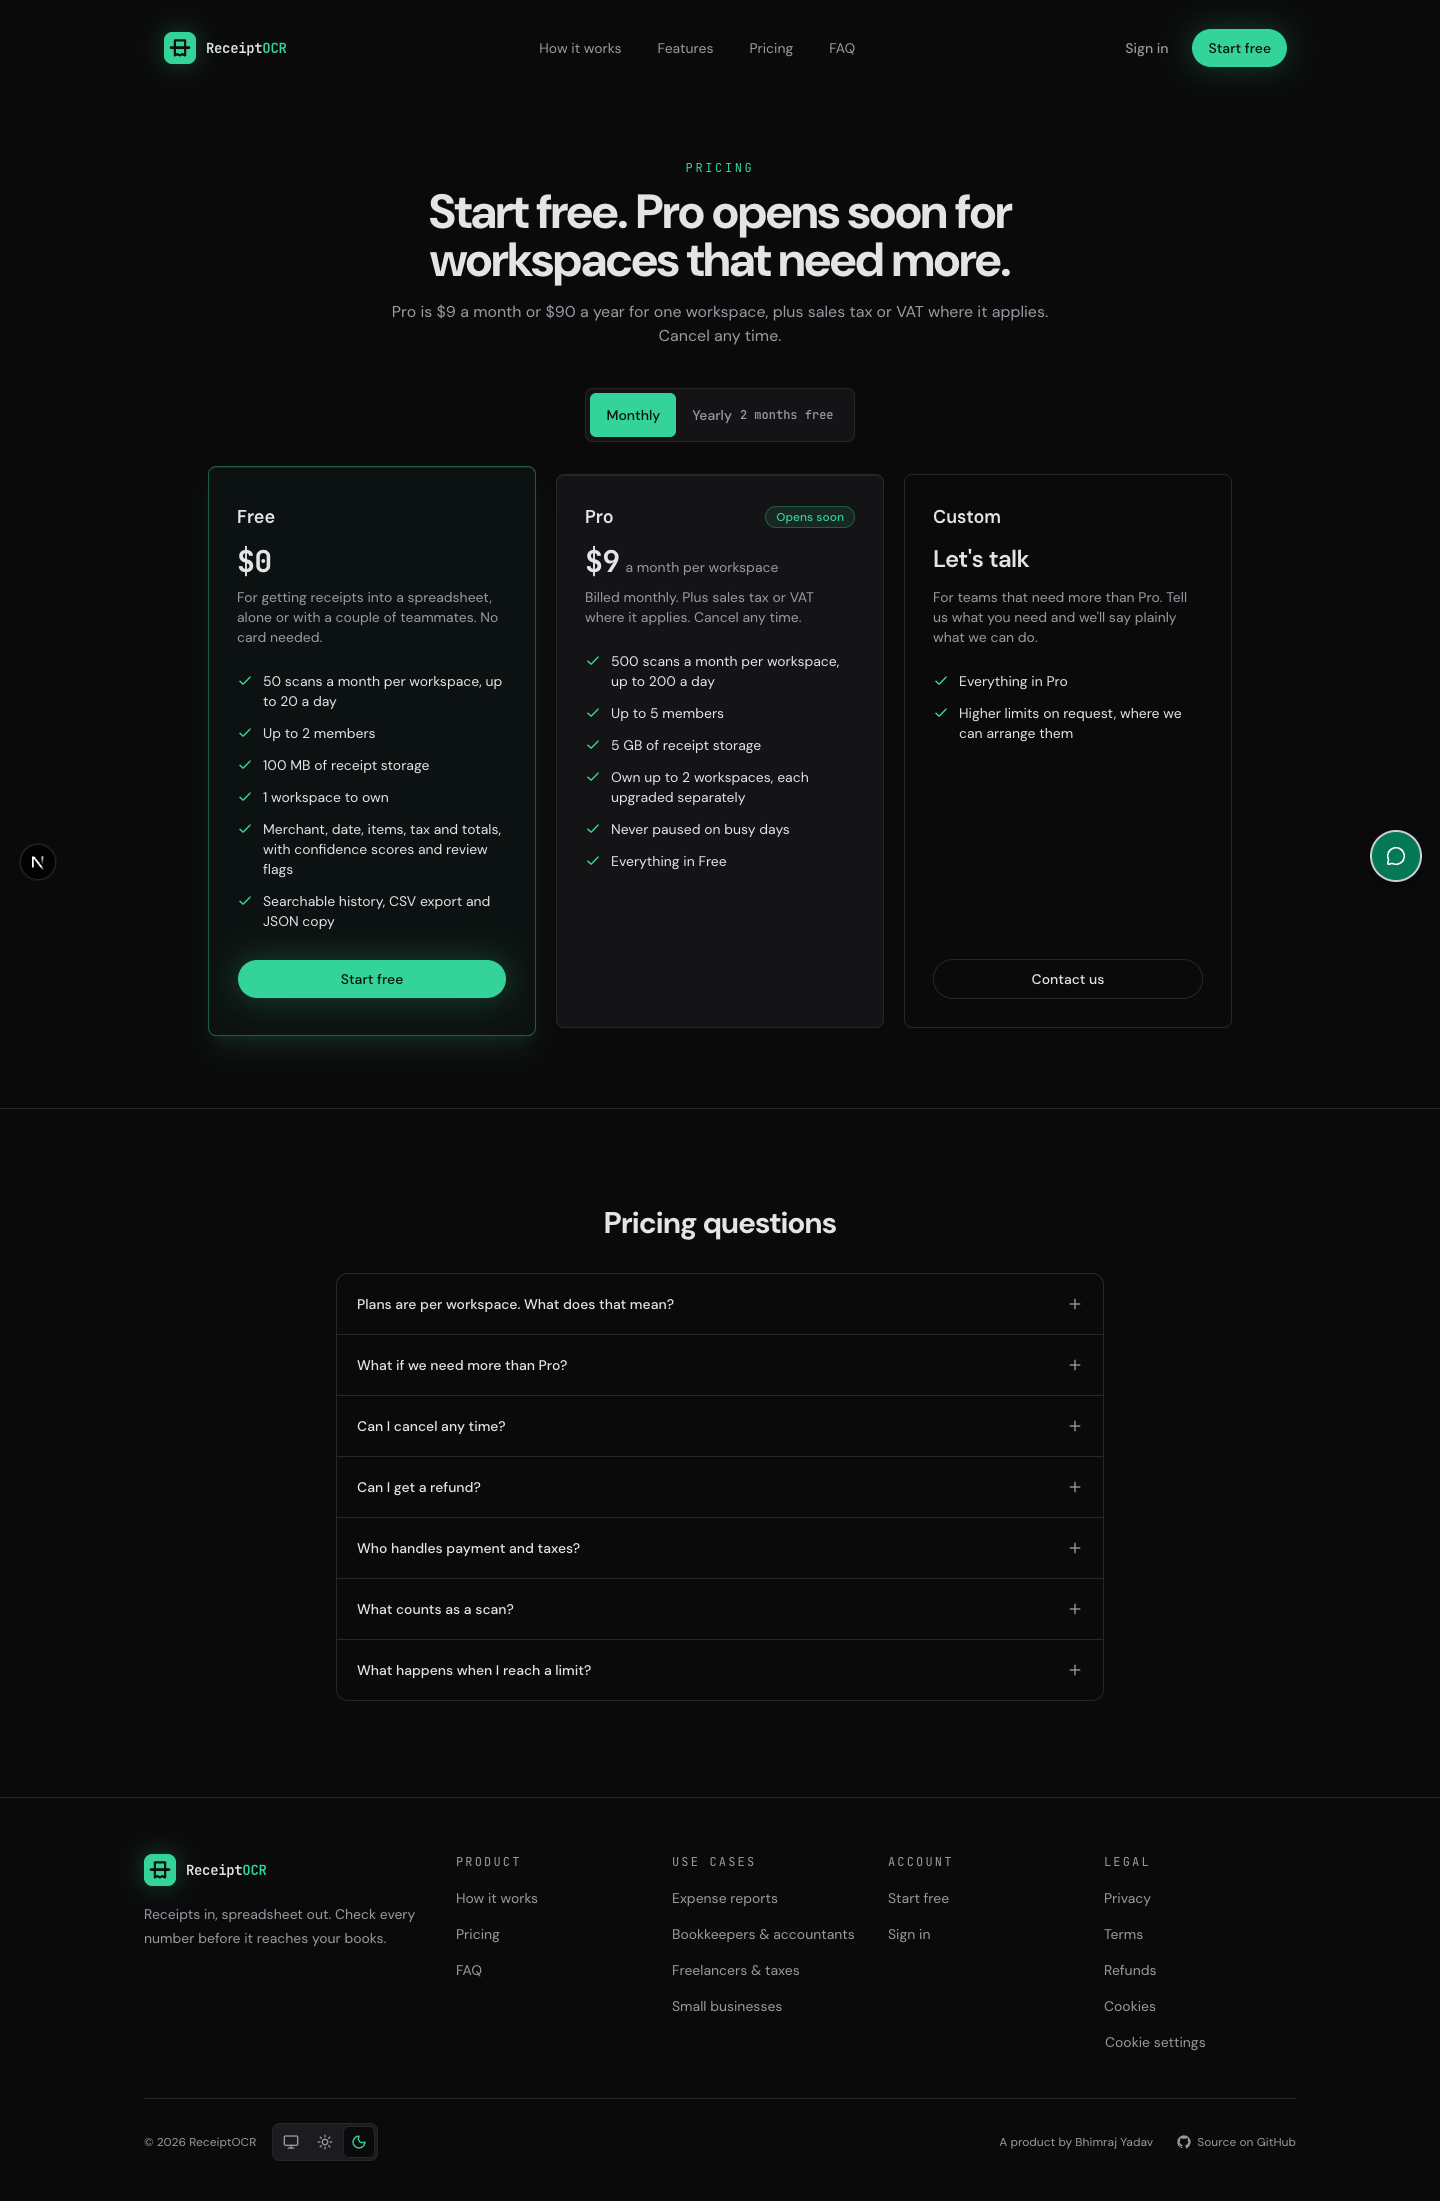 ReceiptOCR
How it works
Features
Pricing
FAQ
Sign in
Start free
PRICING
Start free. Pro opens soon for
workspaces that need more.
Pro is $9 a month or $90 a year for one workspace, plus sales tax or VAT where it applies.
Cancel any time.
Monthly
Yearly 2 months free
Free
$0
For getting receipts into a spreadsheet,
alone or with a couple of teammates. No
card needed.
50 scans a month per workspace, up
to 20 a day
Up to 2 members
100 MB of receipt storage
1 workspace to own
Merchant, date, items, tax and totals,
with confidence scores and review
flags
Searchable history, CSV export and
JSON copy
Start free
Pro
Opens soon
$9 a month per workspace
Billed monthly. Plus sales tax or VAT
where it applies. Cancel any time.
500 scans a month per workspace,
up to 200 a day
Up to 5 members
5 GB of receipt storage
Own up to 2 workspaces, each
upgraded separately
Never paused on busy days
Everything in Free
Custom
Let's talk
For teams that need more than Pro. Tell
us what you need and we'll say plainly
what we can do.
Everything in Pro
Higher limits on request, where we
can arrange them
Contact us
N
Pricing questions
Plans are per workspace. What does that mean?
What if we need more than Pro?
Can I cancel any time?
Can I get a refund?
Who handles payment and taxes?
What counts as a scan?
What happens when I reach a limit?
ReceiptOCR
Receipts in, spreadsheet out. Check every
number before it reaches your books.
PRODUCT
How it works
Pricing
FAQ
USE CASES
Expense reports
Bookkeepers & accountants
Freelancers & taxes
Small businesses
ACCOUNT
Start free
Sign in
LEGAL
Privacy
Terms
Refunds
Cookies
Cookie settings
© 2026 ReceiptOCR
A product by Bhimraj Yadav
Source on GitHub